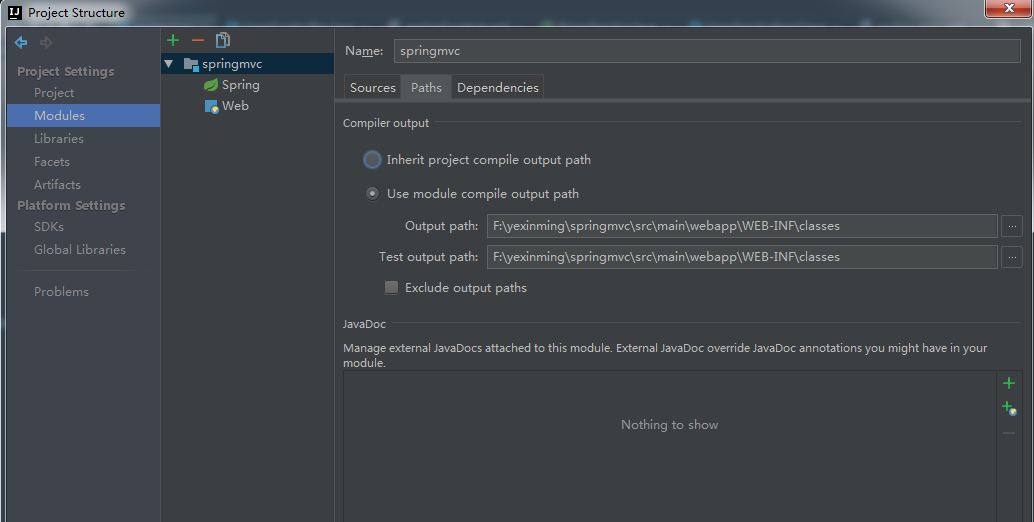 Project Structure
Project Settings
Project
Modules
Libraries
Facets
Artifacts
Platform Settings
SDKs
Global Libraries
Problems
springmvc
Spring
Web
Name: springmvc
Sources Paths Dependencies
Compiler output
Inherit project compile output path
Use module compile output path
Output path: F:\yexinming\springmvc\src\main\webapp\WEB-INF\classes ...
Test output path: F:\yexinming\springmvc\src\main\webapp\WEB-INF\classes ...
Exclude output paths
JavaDoc
Manage external JavaDocs attached to this module. External JavaDoc override JavaDoc annotations you might have in your
module.
Nothing to show